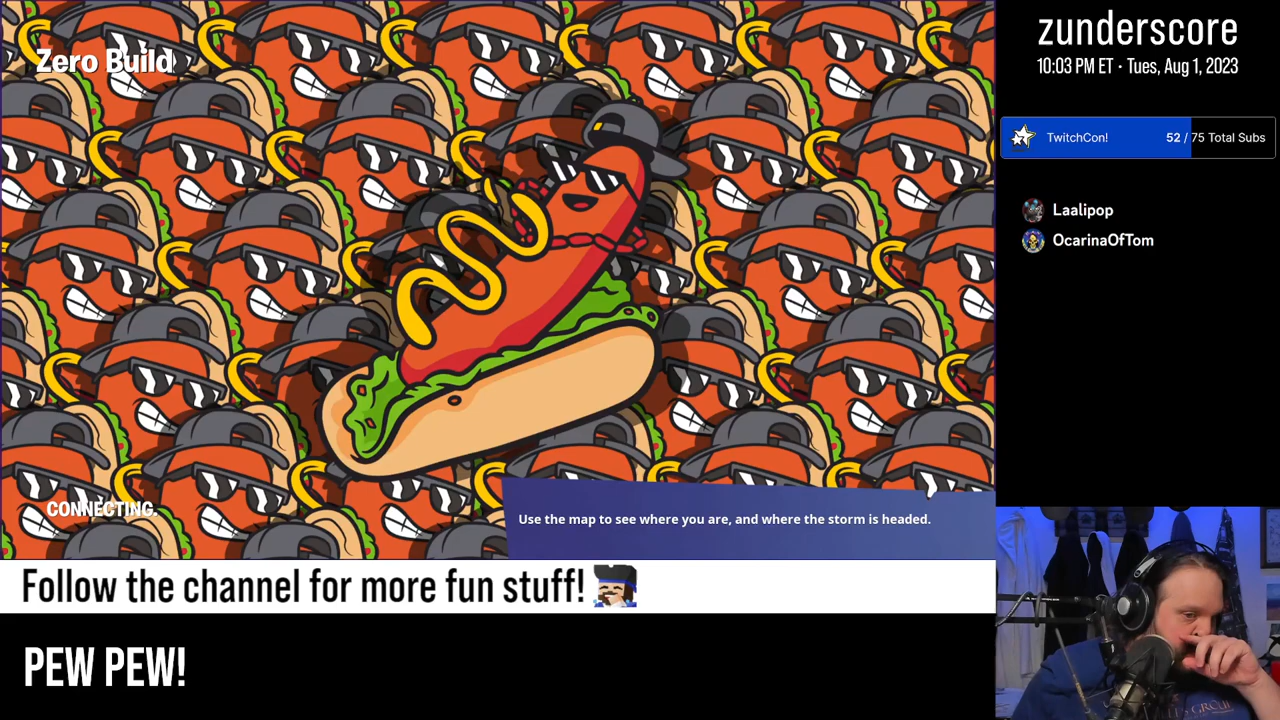 Zero Build
CONNECTING.
Use the map to see where you are, and where the storm is headed.
Follow the channel for more fun stuff!
PEW PEW!
zunderscore
10:03 PM ET · Tues, Aug 1, 2023
TwitchCon! 52 / 75 Total Subs
Laalipop
OcarinaOfTom